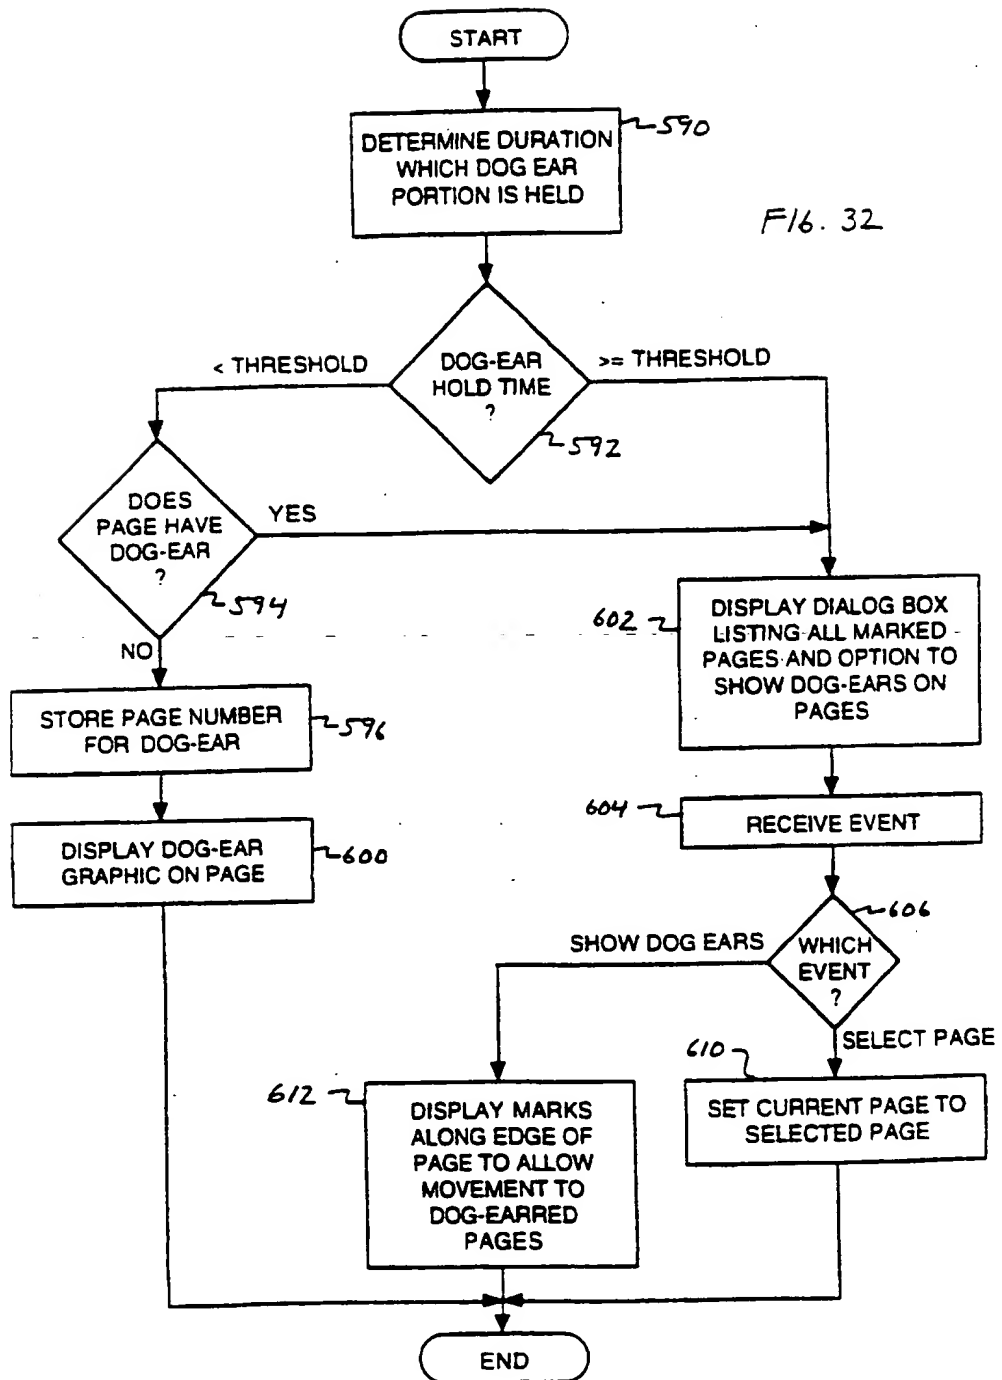 START
DETERMINE DURATION
WHICH DOG EAR
PORTION IS HELD
590
FIG. 32
< THRESHOLD
DOG-EAR
HOLD TIME
?
>= THRESHOLD
592
DOES
PAGE HAVE
DOG-EAR
?
YES
594
NO
STORE PAGE NUMBER
FOR DOG-EAR
596
DISPLAY DOG-EAR
GRAPHIC ON PAGE
600
602
DISPLAY DIALOG BOX
LISTING ALL MARKED
PAGES AND OPTION TO
SHOW DOG-EARS ON
PAGES
604
RECEIVE EVENT
606
SHOW DOG EARS
WHICH
EVENT
?
SELECT PAGE
610
SET CURRENT PAGE TO
SELECTED PAGE
612
DISPLAY MARKS
ALONG EDGE OF
PAGE TO ALLOW
MOVEMENT TO
DOG-EARRED
PAGES
END